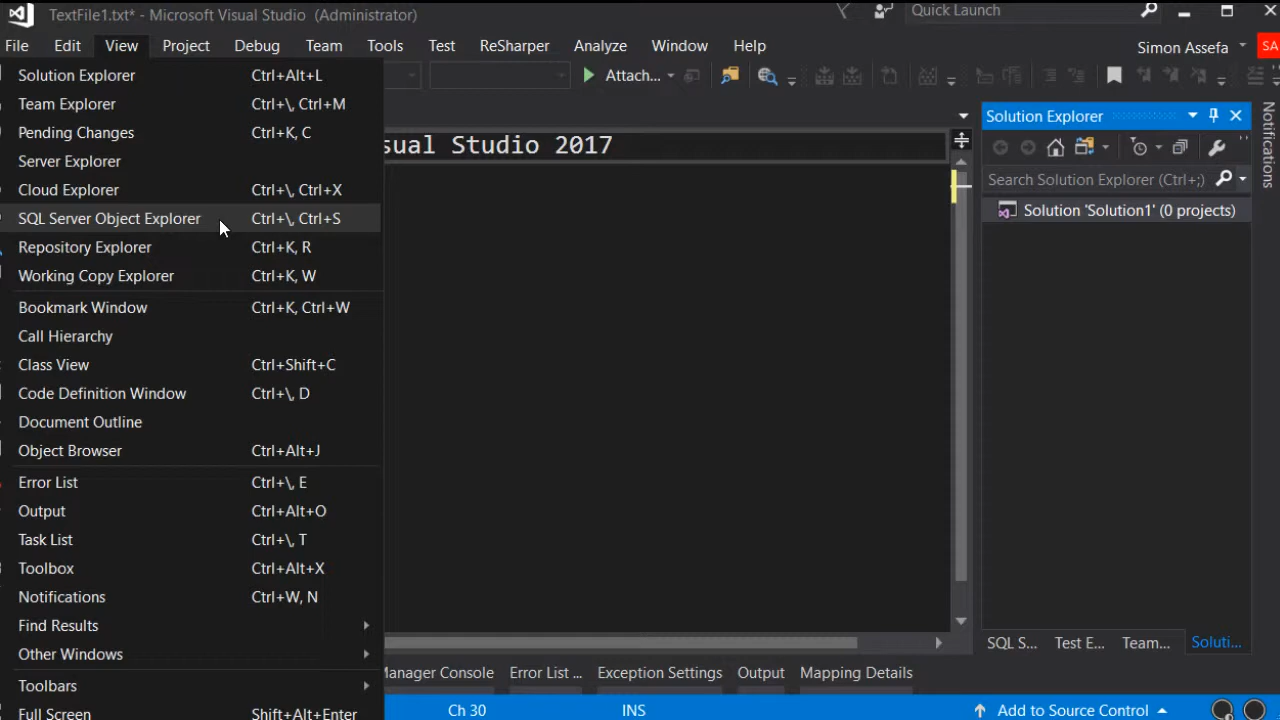 TextFile1.txt* - Microsoft Visual Studio (Administrator)
Quick Launch
File Edit View Project Debug Team Tools Test ReSharper Analyze Window Help
Simon Assefa
SA
Attach...
Solution Explorer Ctrl+Alt+L
Team Explorer Ctrl+\, Ctrl+M
Pending Changes Ctrl+K, C
Server Explorer
Cloud Explorer Ctrl+\, Ctrl+X
SQL Server Object Explorer Ctrl+\, Ctrl+S
Repository Explorer Ctrl+K, R
Working Copy Explorer Ctrl+K, W
Bookmark Window Ctrl+K, Ctrl+W
Call Hierarchy
Class View Ctrl+Shift+C
Code Definition Window Ctrl+\, D
Document Outline
Object Browser Ctrl+Alt+J
Error List Ctrl+\, E
Output Ctrl+Alt+O
Task List Ctrl+\, T
Toolbox Ctrl+Alt+X
Notifications Ctrl+W, N
Find Results
Other Windows
Toolbars
Full Screen Shift+Alt+Enter
sual Studio 2017
Solution Explorer
Search Solution Explorer (Ctrl+;)
Solution 'Solution1' (0 projects)
SQL S... Test E... Team... Soluti...
Notifications
Manager Console Error List ... Exception Settings Output Mapping Details
Ch 30 INS Add to Source Control